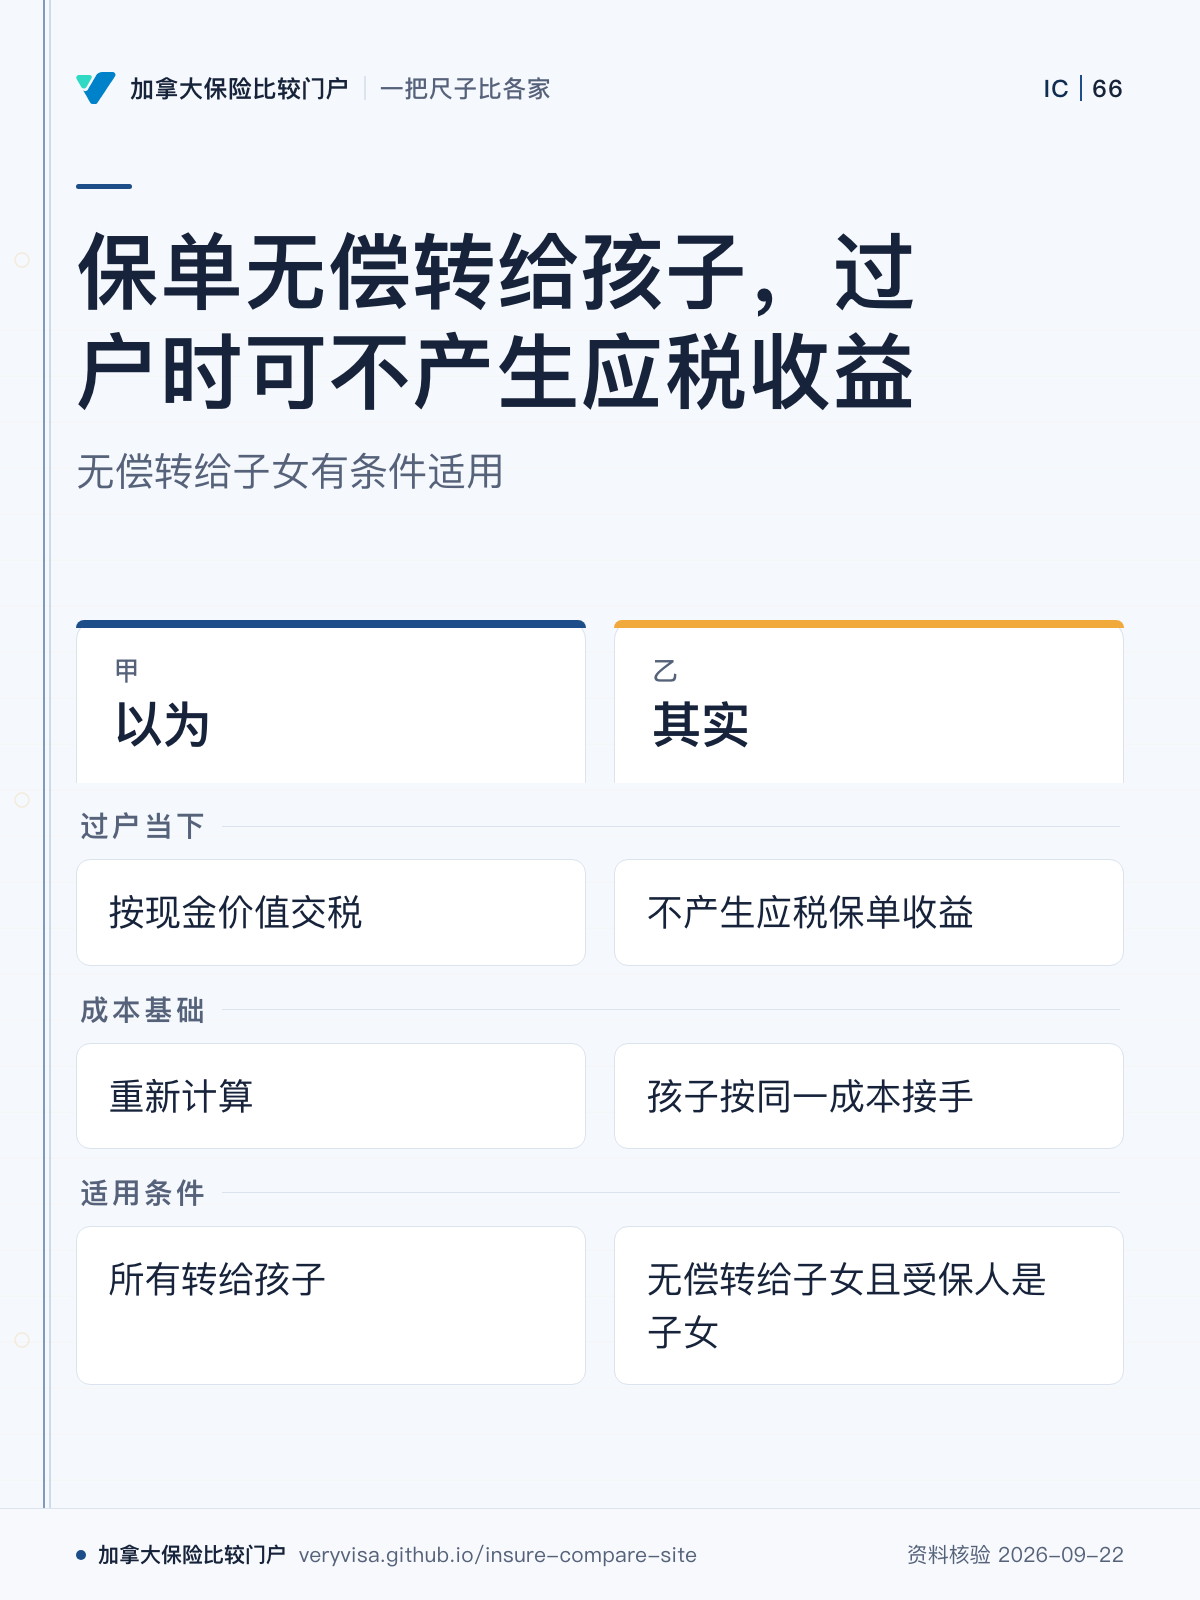 加拿大保险比较门户 一把尺子比各家
IC 66
保单无偿转给孩子，过
户时可不产生应税收益
无偿转给子女有条件适用
甲
以为
乙
其实
过户当下
按现金价值交税
不产生应税保单收益
成本基础
重新计算
孩子按同一成本接手
适用条件
所有转给孩子
无偿转给子女且受保人是
子女
加拿大保险比较门户 veryvisa.github.io/insure-compare-site
资料核验 2026-09-22